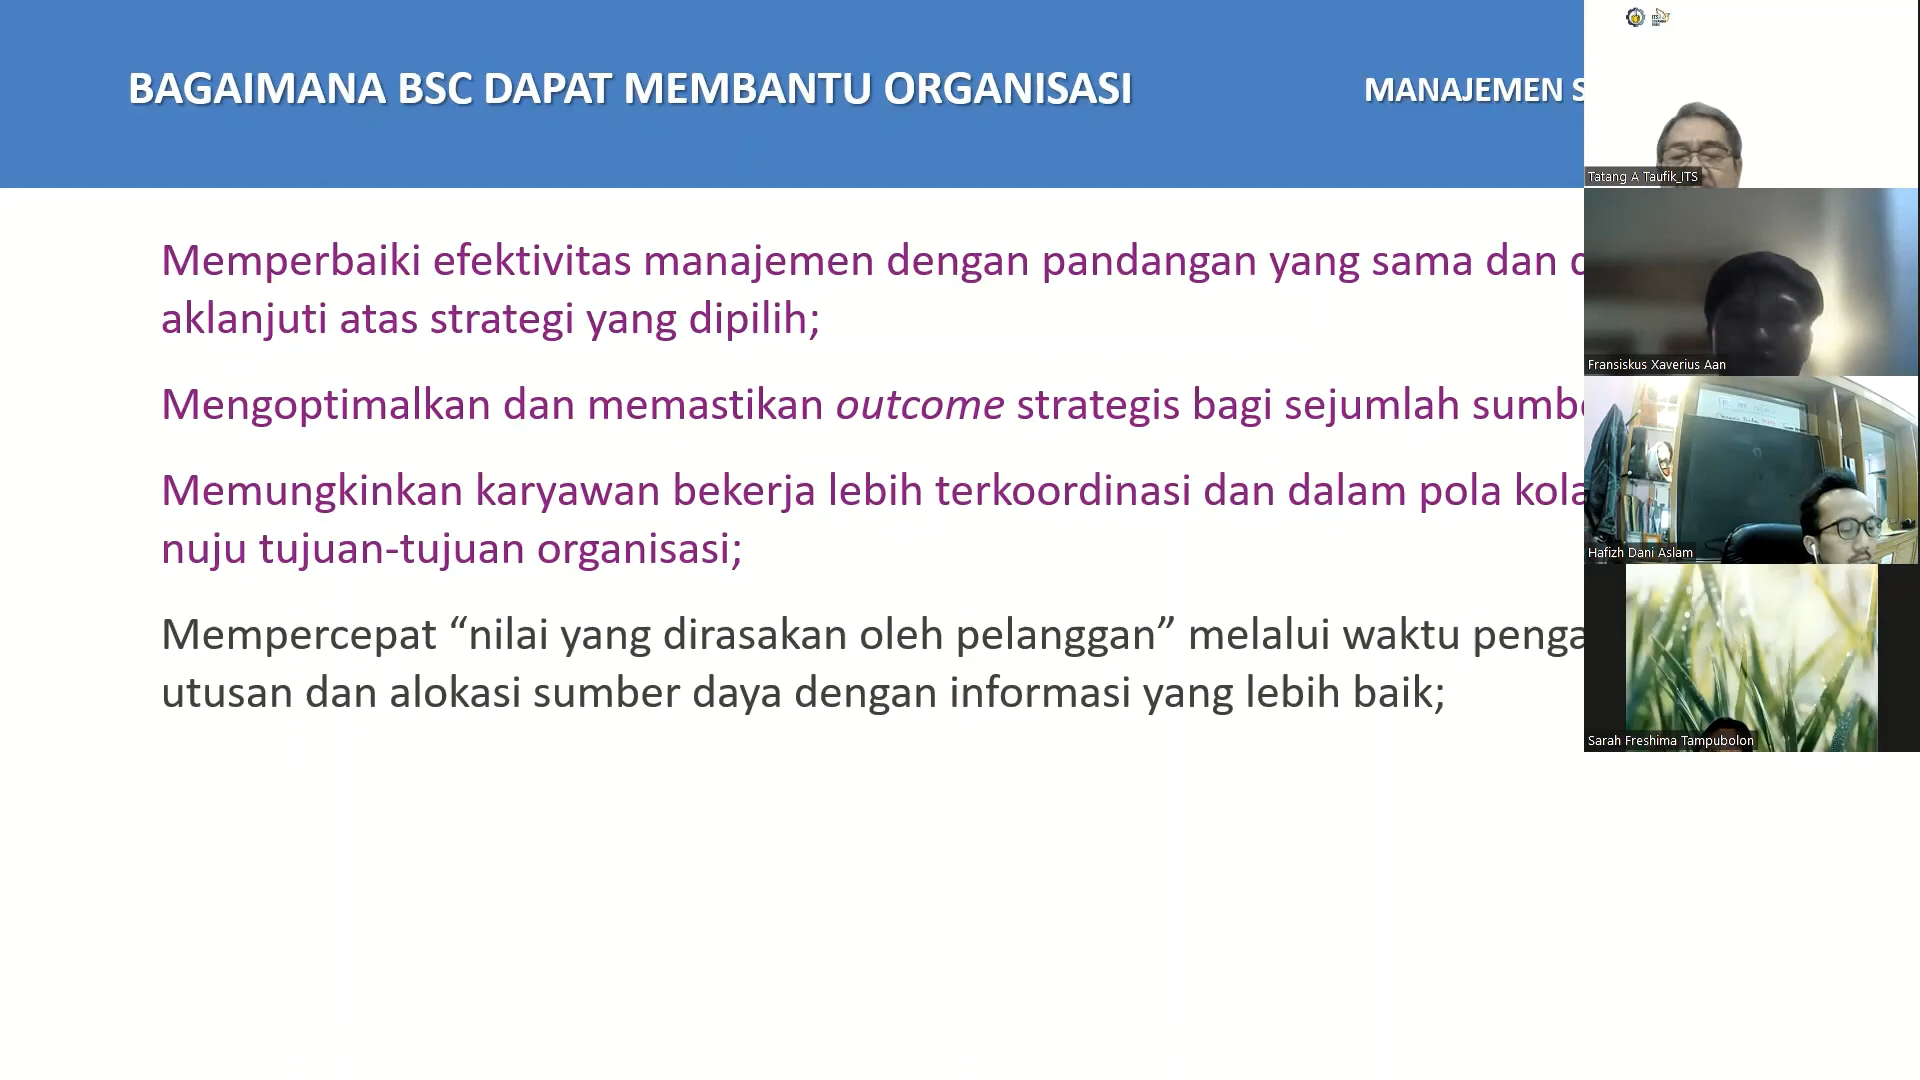 BAGAIMANA BSC DAPAT MEMBANTU ORGANISASI
MANAJEMEN S
Memperbaiki efektivitas manajemen dengan pandangan yang sama dan
aklanjuti atas strategi yang dipilih;
Mengoptimalkan dan memastikan outcome strategis bagi sejumlah sumbe
Memungkinkan karyawan bekerja lebih terkoordinasi dan dalam pola kola
nuju tujuan-tujuan organisasi;
Mempercepat “nilai yang dirasakan oleh pelanggan” melalui waktu penga
utusan dan alokasi sumber daya dengan informasi yang lebih baik;
Tatang A Taufik_ITS
Fransiskus Xaverius Aan
Hafizh Dani Aslam
Sarah Freshima Tampubolon